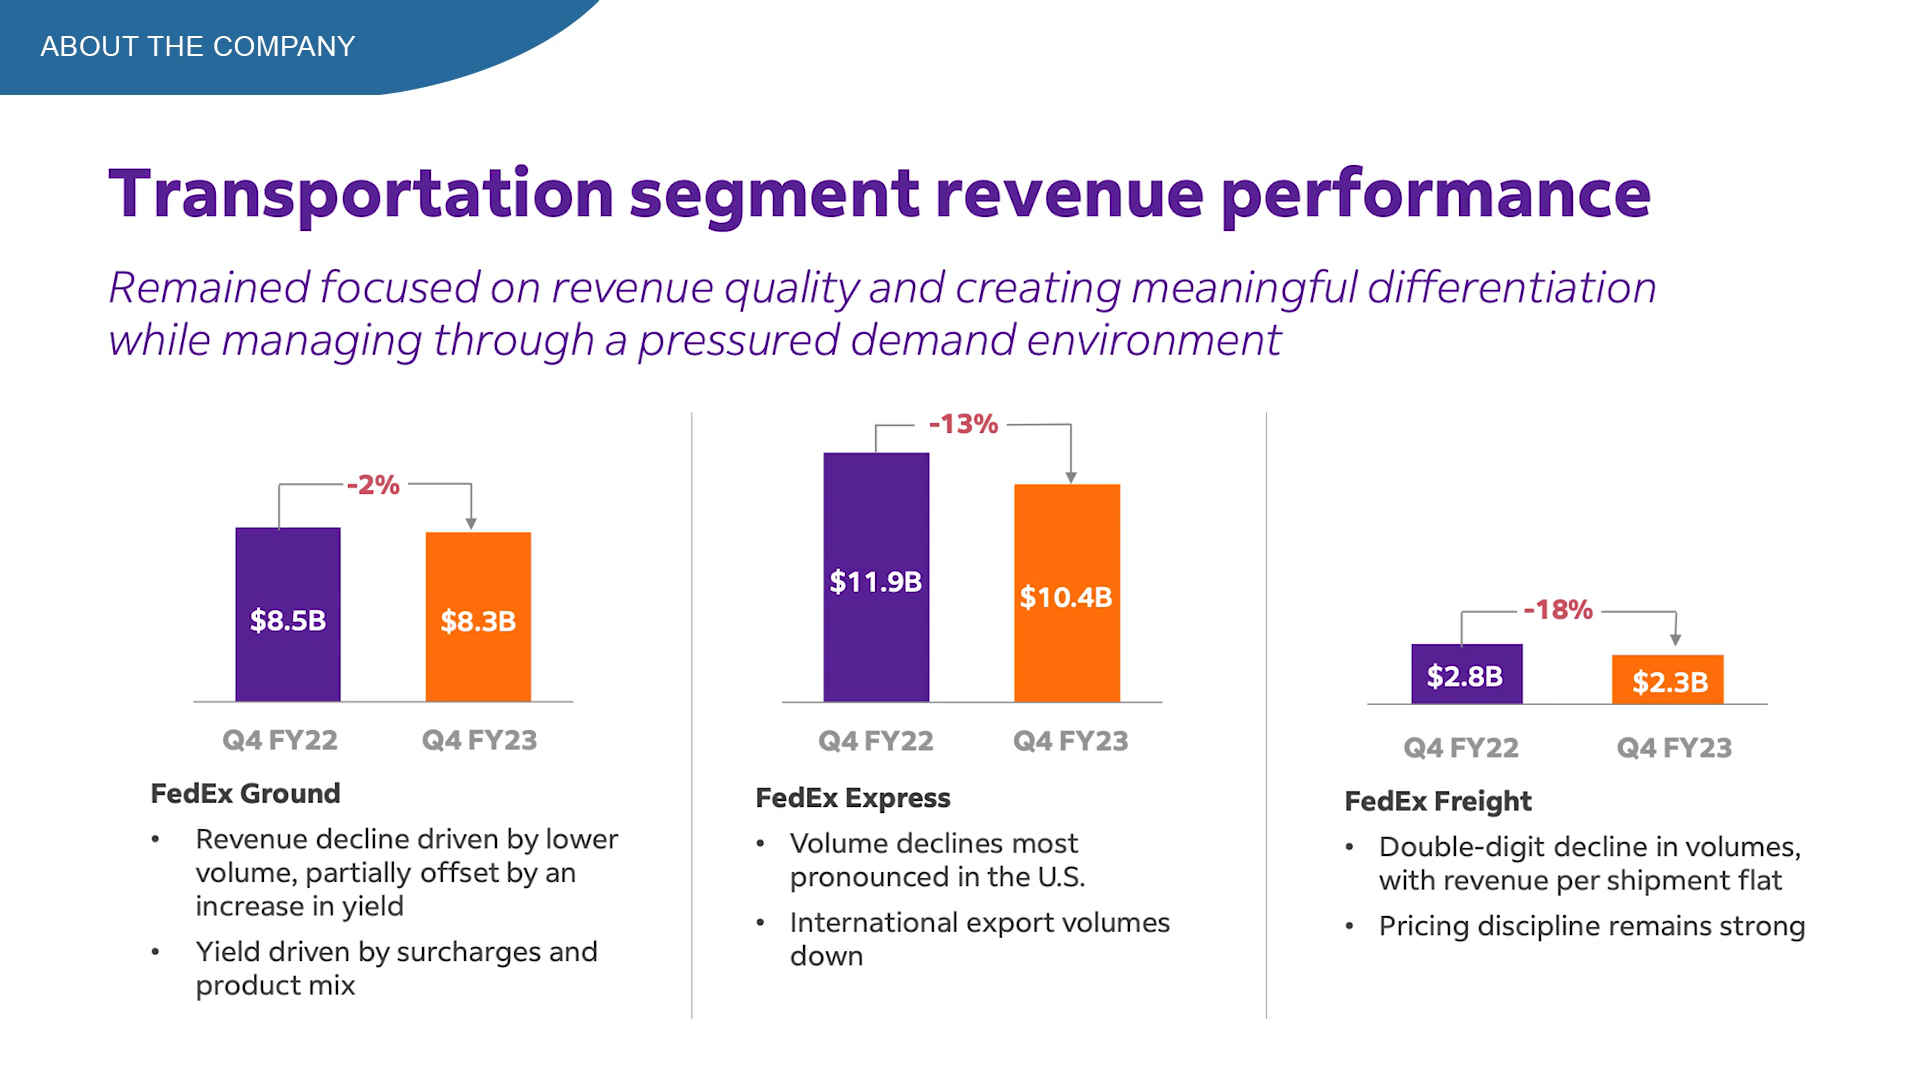 ABOUT THE COMPANY
Transportation segment revenue performance
Remained focused on revenue quality and creating meaningful differentiation
while managing through a pressured demand environment
-2%
$8.5B
$8.3B
Q4 FY22
Q4 FY23
FedEx Ground
• Revenue decline driven by lower
volume, partially offset by an
increase in yield
• Yield driven by surcharges and
product mix
-13%
$11.9B
$10.4B
Q4 FY22
Q4 FY23
FedEx Express
• Volume declines most
pronounced in the U.S.
• International export volumes
down
-18%
$2.8B
$2.3B
Q4 FY22
Q4 FY23
FedEx Freight
• Double-digit decline in volumes,
with revenue per shipment flat
• Pricing discipline remains strong